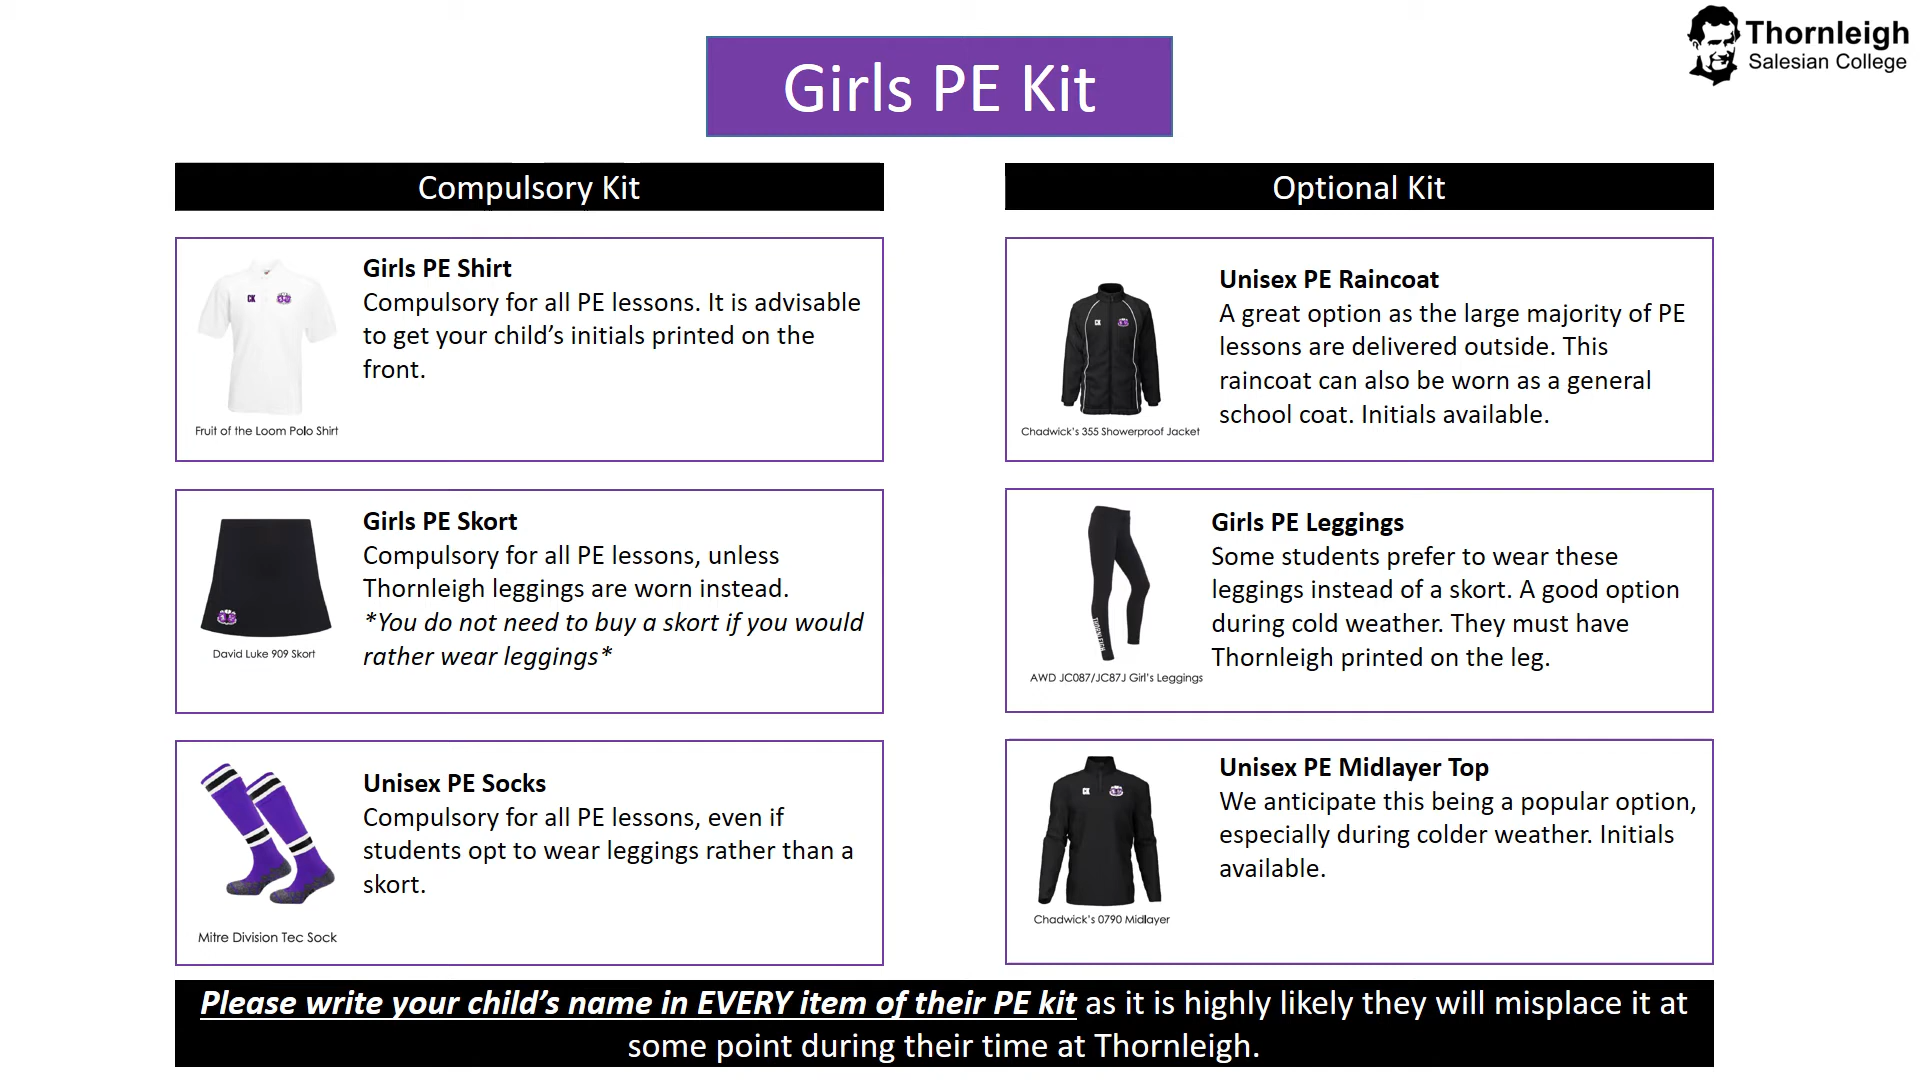 Thornleigh
Salesian College
Girls PE Kit
Compulsory Kit
Girls PE Shirt
Compulsory for all PE lessons. It is advisable
to get your child’s initials printed on the
front.
CK
Fruit of the Loom Polo Shirt
Girls PE Skort
Compulsory for all PE lessons, unless
Thornleigh leggings are worn instead.
*You do not need to buy a skort if you would
rather wear leggings*
David Luke 909 Skort
Unisex PE Socks
Compulsory for all PE lessons, even if
students opt to wear leggings rather than a
skort.
Mitre Division Tec Sock
Optional Kit
Unisex PE Raincoat
A great option as the large majority of PE
lessons are delivered outside. This
raincoat can also be worn as a general
school coat. Initials available.
CK
Chadwick’s 355 Showerproof Jacket
Girls PE Leggings
Some students prefer to wear these
leggings instead of a skort. A good option
during cold weather. They must have
Thornleigh printed on the leg.
THORNLEIGH
AWD JC087/JC87J Girl’s Leggings
Unisex PE Midlayer Top
We anticipate this being a popular option,
especially during colder weather. Initials
available.
CK
Chadwick’s 0790 Midlayer
Please write your child’s name in EVERY item of their PE kit as it is highly likely they will misplace it at
some point during their time at Thornleigh.